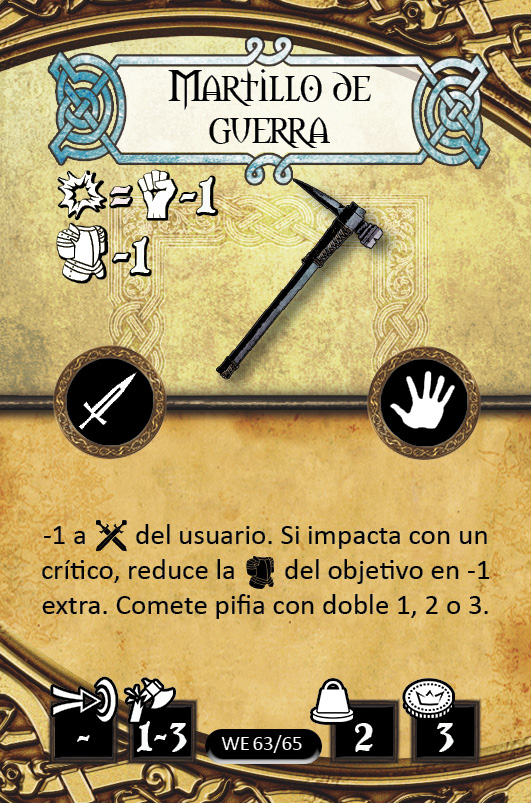 Martillo de
guerra
= -1
-1
-1 a del usuario. Si impacta con un
crítico, reduce la del objetivo en -1
extra. Comete pifia con doble 1, 2 o 3.
- 1-3 WE 63/65 2 3